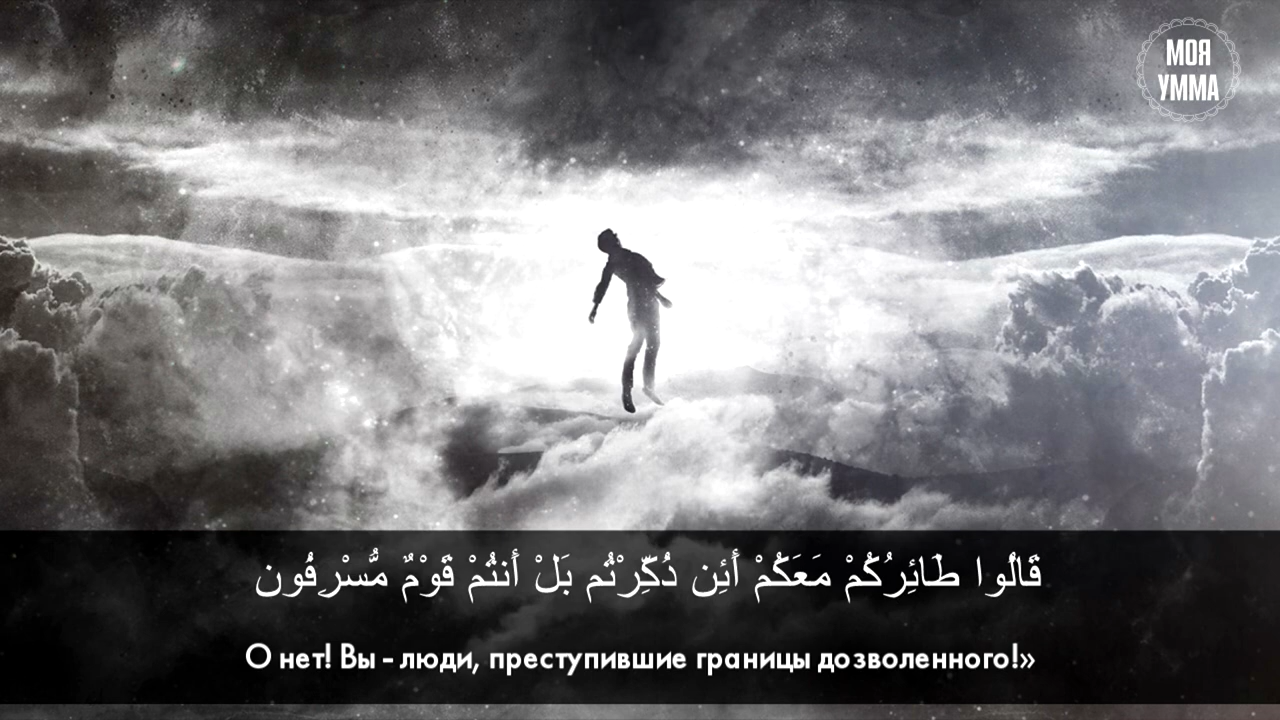 МОЯ
УММА
قَالُوا طَائِرُكُمْ مَعَكُمْ أَئِن ذُكِّرْتُم بَلْ أَنتُمْ قَوْمٌ مُّسْرِفُون
О нет! Вы - люди, преступившие границы дозволенного!»